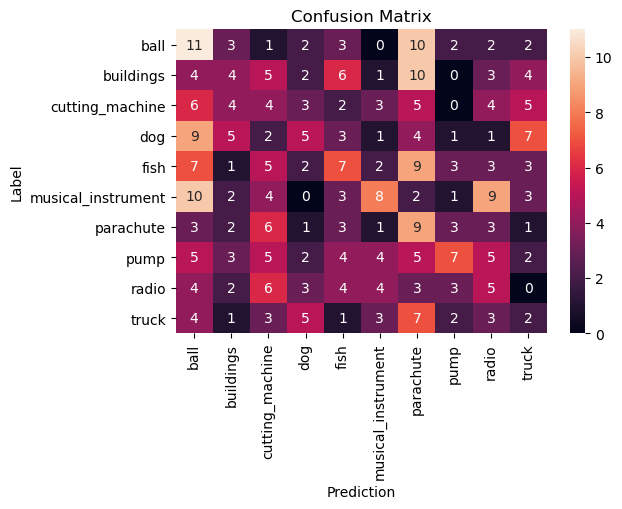 Confusion Matrix
Label
ball 11 3 1 2 3 0 10 2 2 2
buildings 4 4 5 2 6 1 10 0 3 4
cutting_machine 6 4 4 3 2 3 5 0 4 5
dog 9 5 2 5 3 1 4 1 1 7
fish 7 1 5 2 7 2 9 3 3 3
musical_instrument 10 2 4 0 3 8 2 1 9 3
parachute 3 2 6 1 3 1 9 3 3 1
pump 5 3 5 2 4 4 5 7 5 2
radio 4 2 6 3 4 4 3 3 5 0
truck 4 1 3 5 1 3 7 2 3 2
ball buildings cutting_machine dog fish musical_instrument parachute pump radio truck
Prediction
10
8
6
4
2
0